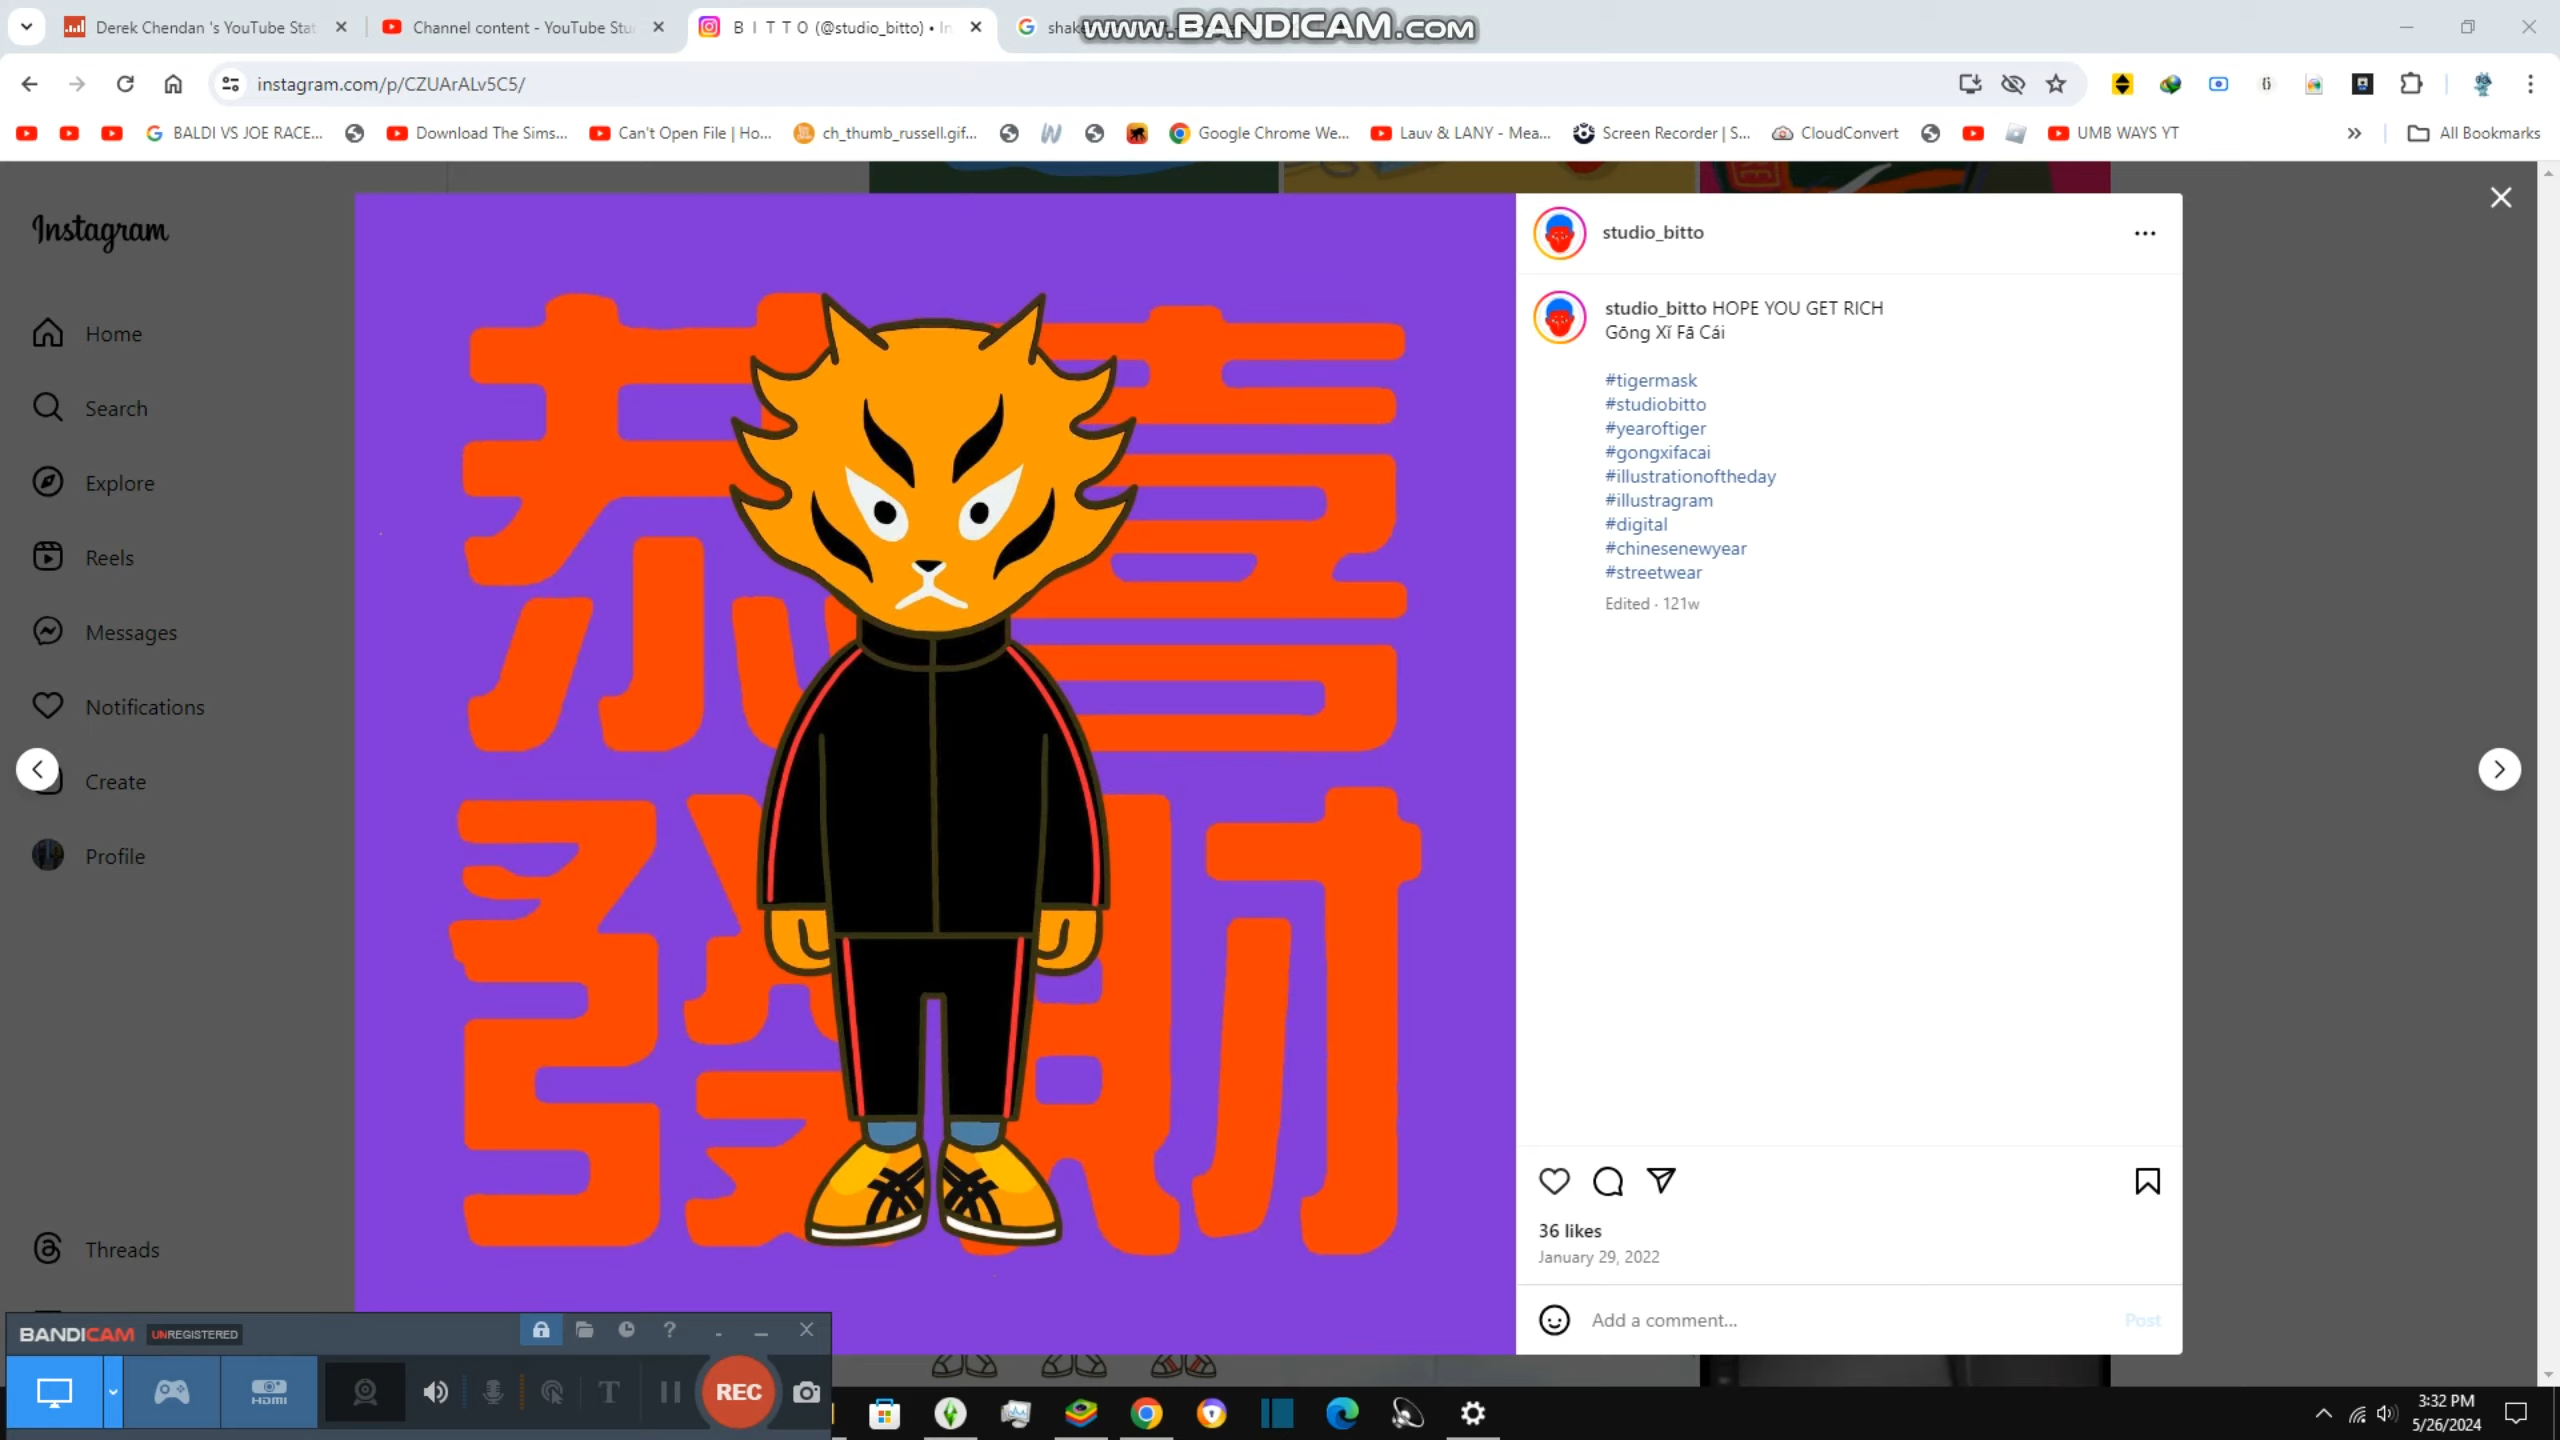 Derek Chendan 's YouTube Stat
Channel content - YouTube Stu
B I T T O (@studio_bitto) • In
shake
www.BANDICAM.com
instagram.com/p/CZUArALv5C5/
BALDI VS JOE RACE...
Download The Sims...
Can't Open File | Ho...
ch_thumb_russell.gif...
Google Chrome We...
Lauv & LANY - Mea...
Screen Recorder | S...
CloudConvert
UMB WAYS YT
All Bookmarks
Instagram
Home
Search
Explore
Reels
Messages
Notifications
Create
Profile
Threads
恭喜
發財
studio_bitto
studio_bitto HOPE YOU GET RICH
Gōng Xǐ Fā Cái
#tigermask
#studiobitto
#yearoftiger
#gongxifacai
#illustrationoftheday
#illustragram
#digital
#chinesenewyear
#streetwear
Edited · 121w
36 likes
January 29, 2022
Add a comment...
Post
BANDICAM UNREGISTERED
HDMI
REC
3:32 PM
5/26/2024